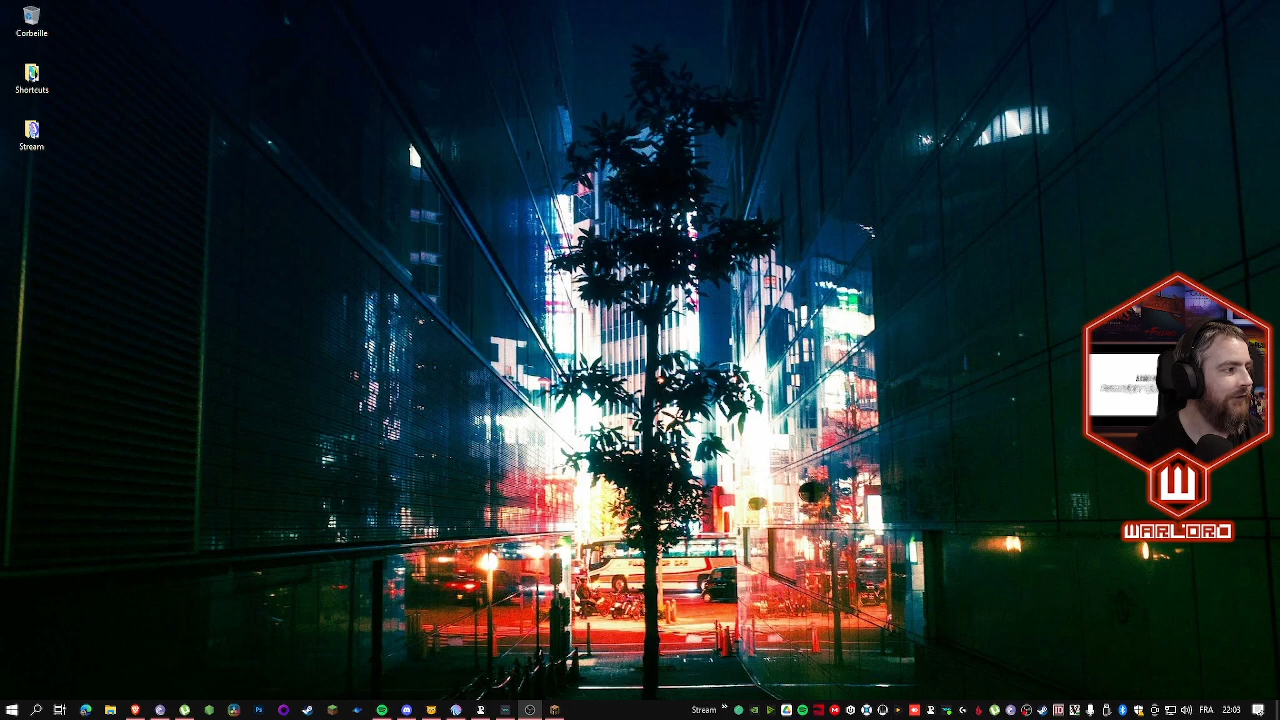 Corbeille
Shortcuts
Stream
W
WARLORD
Stream
FRA
22:03